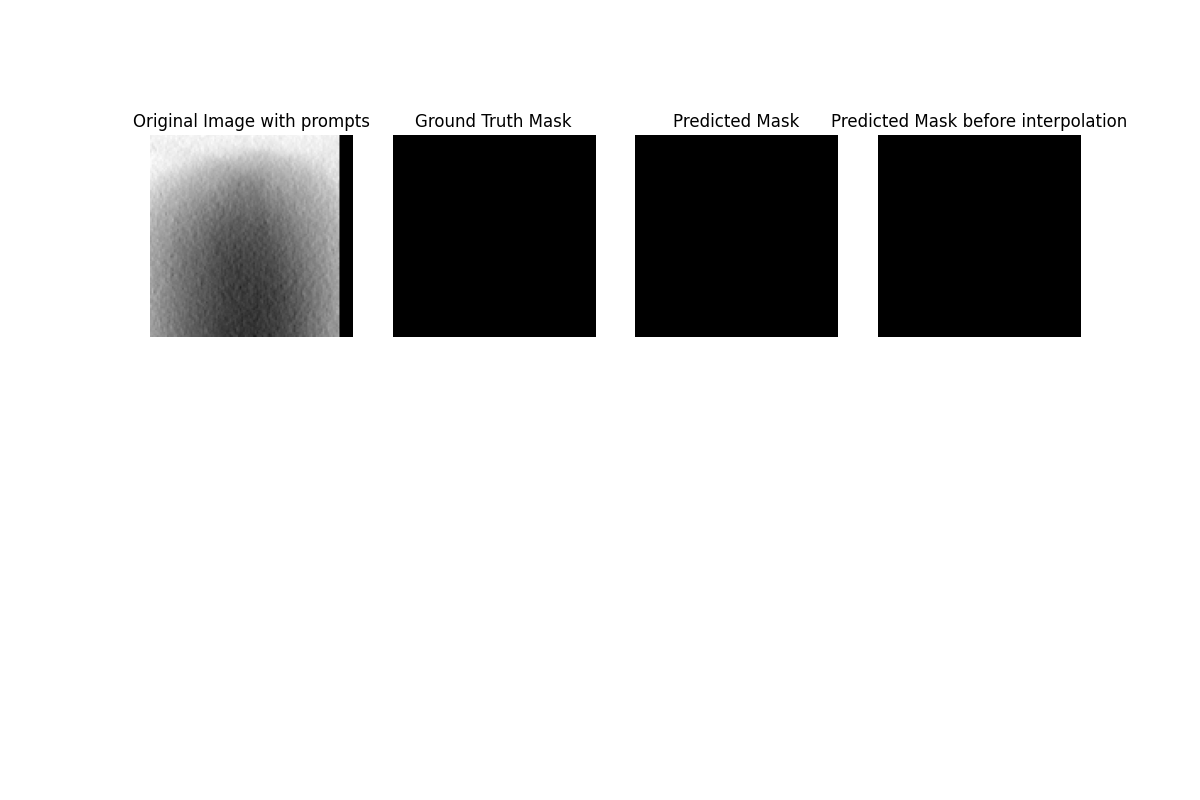 Original Image with prompts
Ground Truth Mask
Predicted Mask
Predicted Mask before interpolation